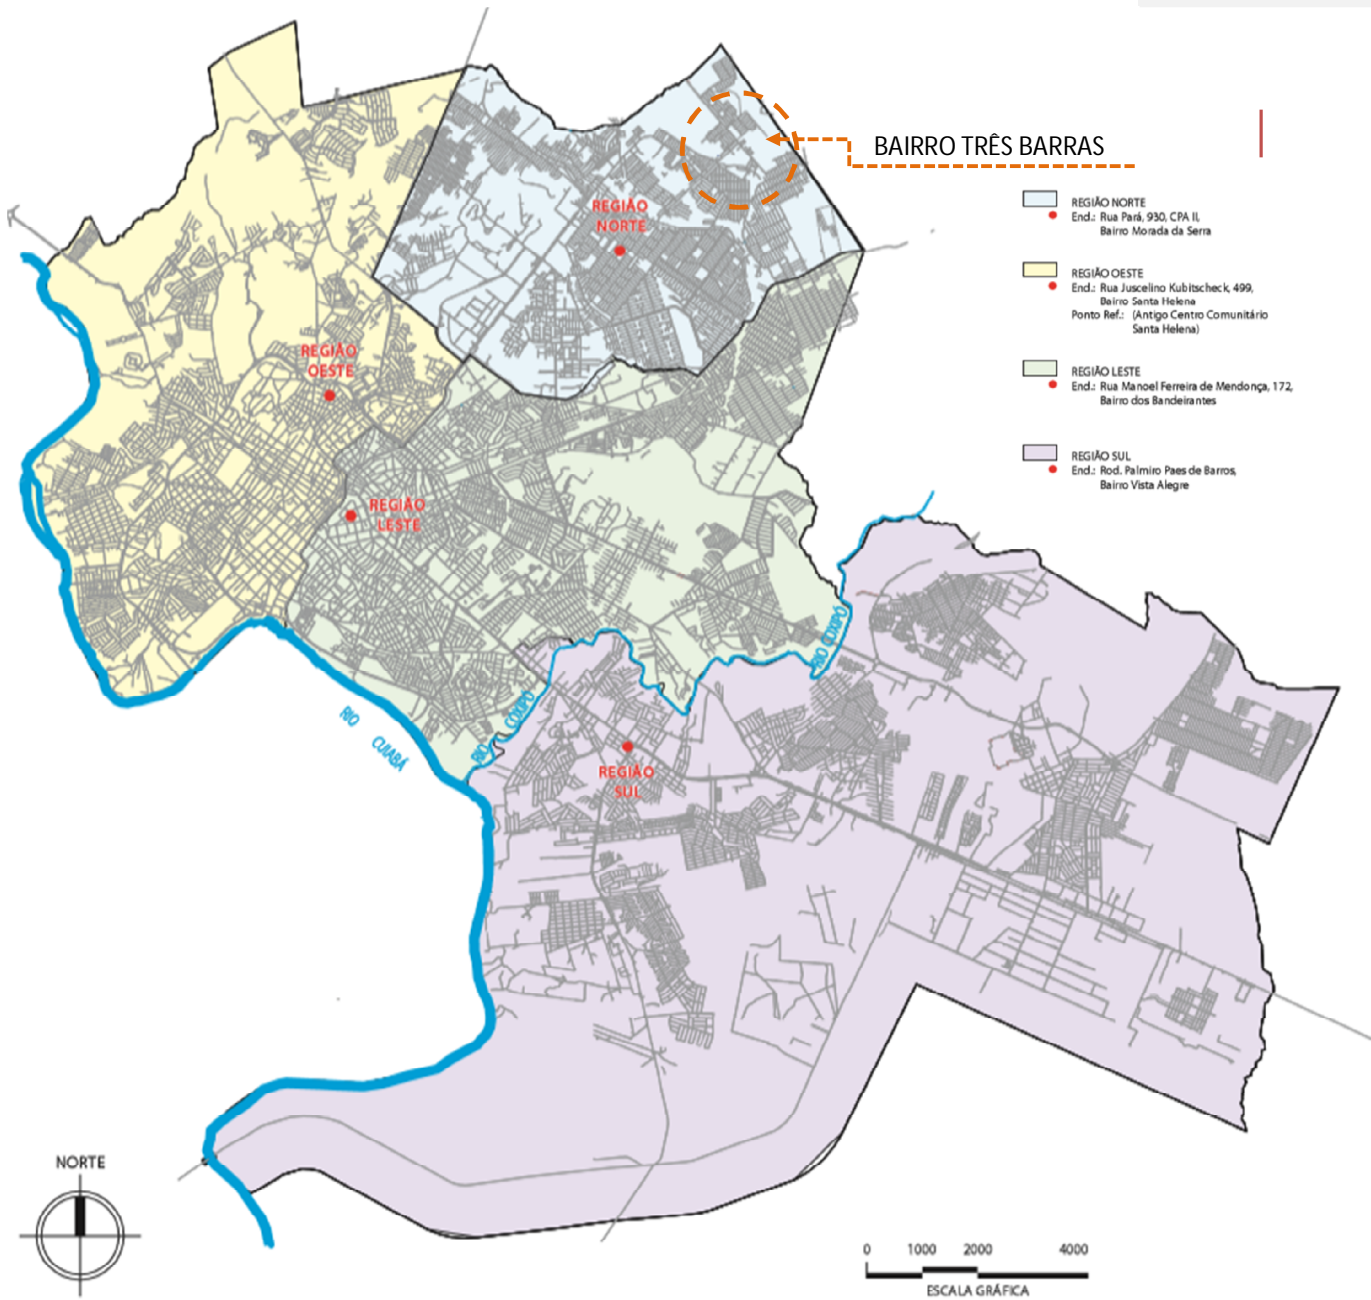 BAIRRO TRÊS BARRAS
REGIÃO NORTE
End.: Rua Pará, 930, CPA II,
Bairro Morada da Serra
REGIÃO OESTE
End.: Rua Juscelino Kubitscheck, 499,
Bairro Santa Helena
Ponto Ref.: (Antigo Centro Comunitário
Santa Helena)
REGIÃO LESTE
End.: Rua Manoel Ferreira de Mendonça, 172,
Bairro dos Bandeirantes
REGIÃO SUL
End.: Rod. Palmiro Paes de Barros,
Bairro Vista Alegre
REGIÃO
NORTE
REGIÃO
OESTE
REGIÃO
LESTE
RIO COXIPÓ
RIO COXIPÓ
RIO CUIABÁ
REGIÃO
SUL
NORTE
0 1000 2000 4000
ESCALA GRÁFICA